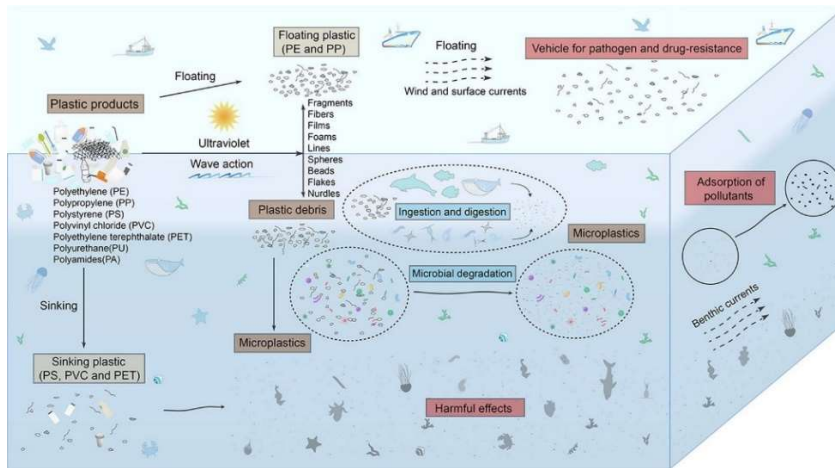 Floating plastic
(PE and PP)
Floating
Vehicle for pathogen and drug-resistance
Floating
Wind and surface currents
Plastic products
Ultraviolet
Wave action
Fragments
Fibers
Films
Foams
Lines
Spheres
Beads
Flakes
Nurdles
Polyethylene (PE)
Polypropylene (PP)
Polystyrene (PS)
Polyvinyl chloride (PVC)
Polyethylene terephthalate (PET)
Polyurethane(PU)
Polyamides(PA)
Plastic debris
Ingestion and digestion
Microplastics
Adsorption of
pollutants
Microbial degradation
Sinking
Benthic currents
Microplastics
Sinking plastic
(PS, PVC and PET)
Harmful effects